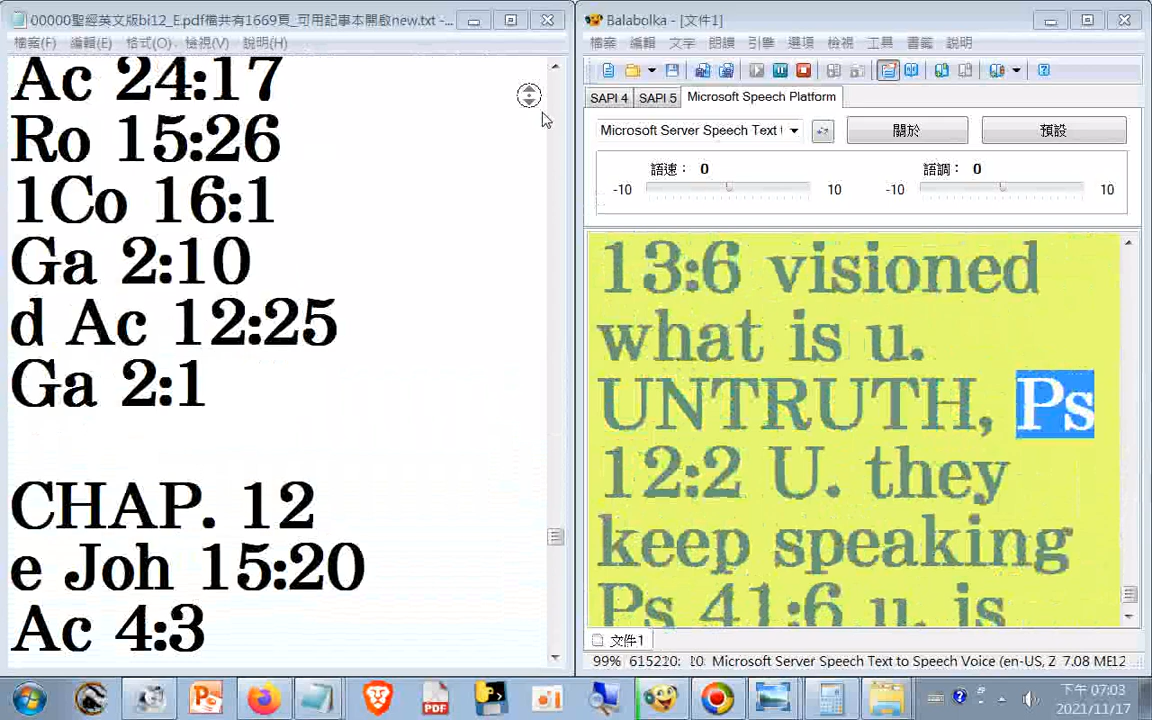 00000聖經英文版bi12_E.pdf檔共有1669頁_可用記事本開啟new.txt -...
檔案(F) 編輯(E) 格式(O) 檢視(V) 說明(H)
Ac 24:17
Ro 15:26
1Co 16:1
Ga 2:10
d Ac 12:25
Ga 2:1
CHAP. 12
e Joh 15:20
Ac 4:3
Balabolka - [文件1]
檔案 編輯 文字 朗讀 引擎 選項 檢視 工具 書籤 說明
SAPI 4 SAPI 5 Microsoft Speech Platform
Microsoft Server Speech Text 關於 預設
語速： 0 語調： 0
-10 10 -10 10
13:6 visioned
what is u.
UNTRUTH, Ps
12:2 U. they
keep speaking
Ps 41:6 u. is
文件1
99% Microsoft Server Speech Text to Speech Voice (en-US, Z 7.08 ME12
PDF
下午 07:03
2021/11/17